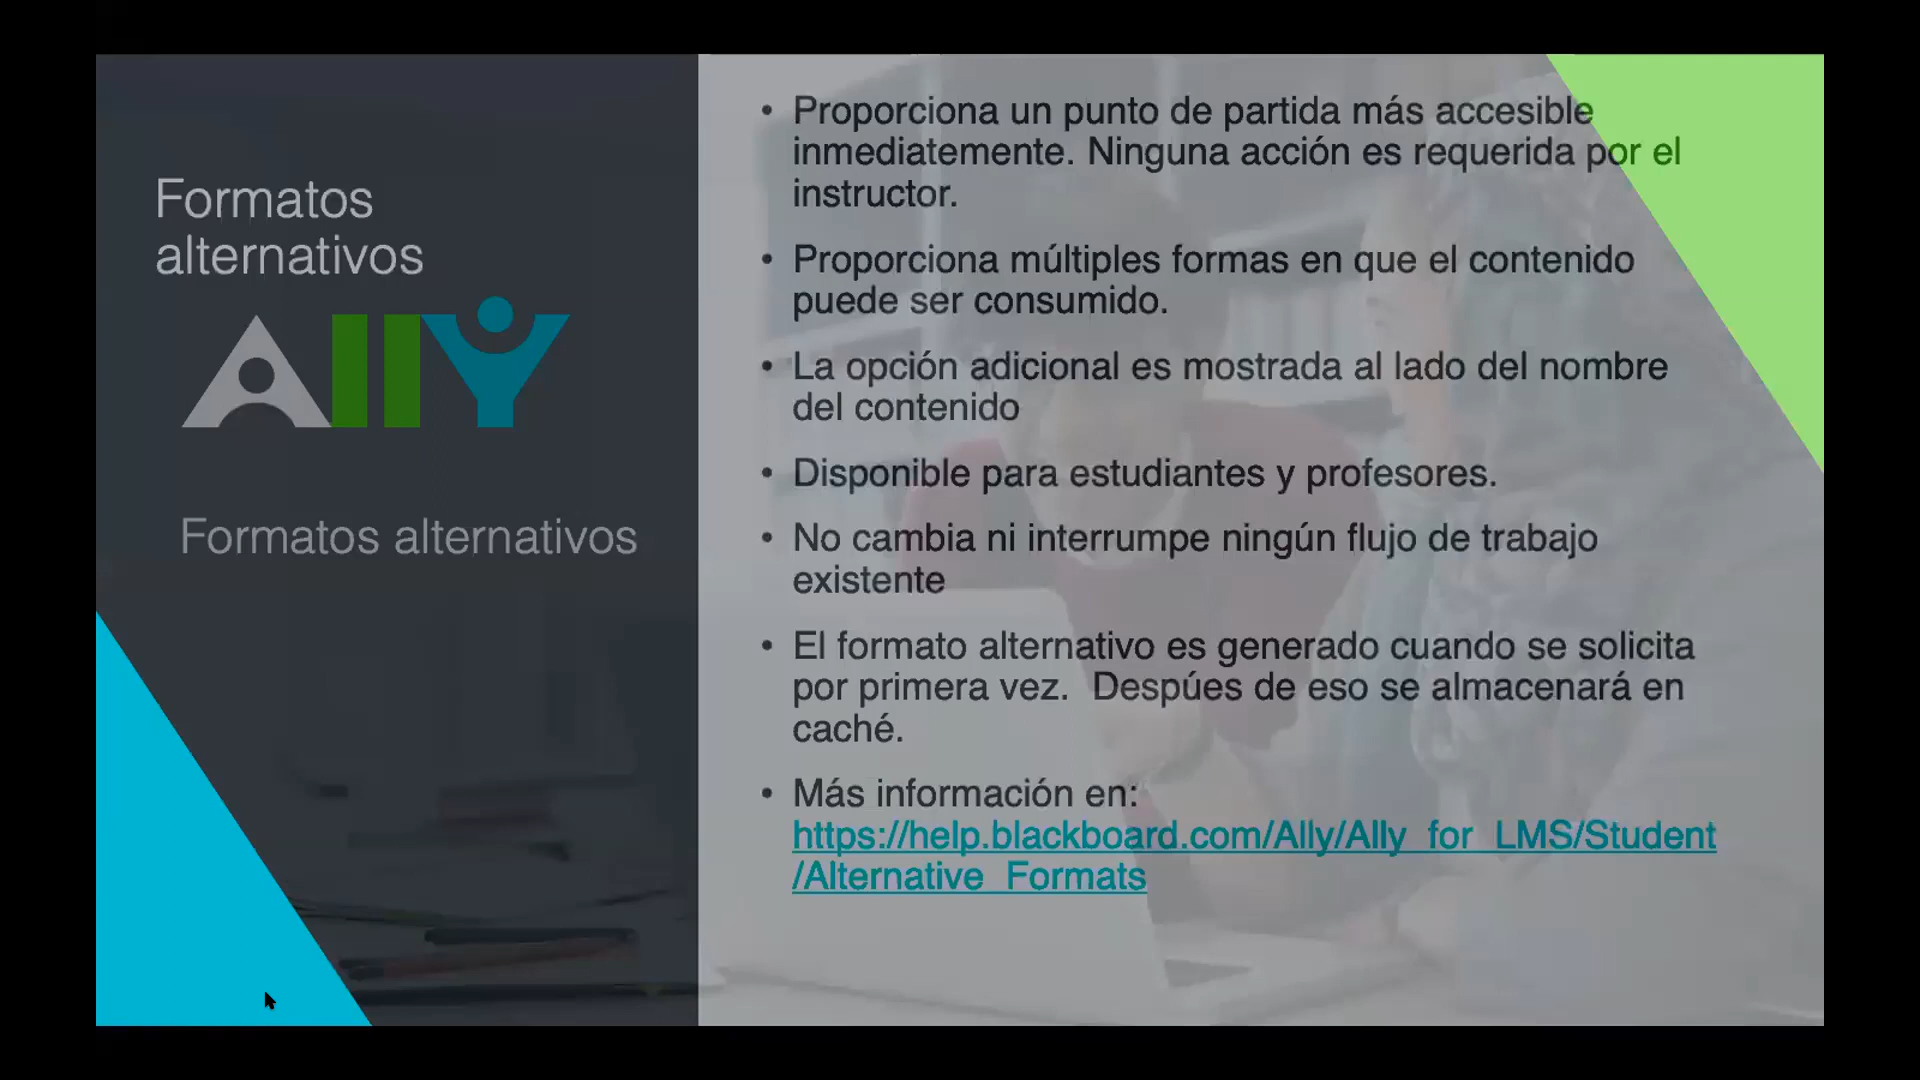 Formatos
alternativos
Ally
Formatos alternativos
• Proporciona un punto de partida más accesible
inmediatemente. Ninguna acción es requerida por el
instructor.
• Proporciona múltiples formas en que el contenido
puede ser consumido.
• La opción adicional es mostrada al lado del nombre
del contenido
• Disponible para estudiantes y profesores.
• No cambia ni interrumpe ningún flujo de trabajo
existente
• El formato alternativo es generado cuando se solicita
por primera vez.  Despúes de eso se almacenará en
caché.
• Más información en:
https://help.blackboard.com/Ally/Ally_for_LMS/Student
/Alternative_Formats